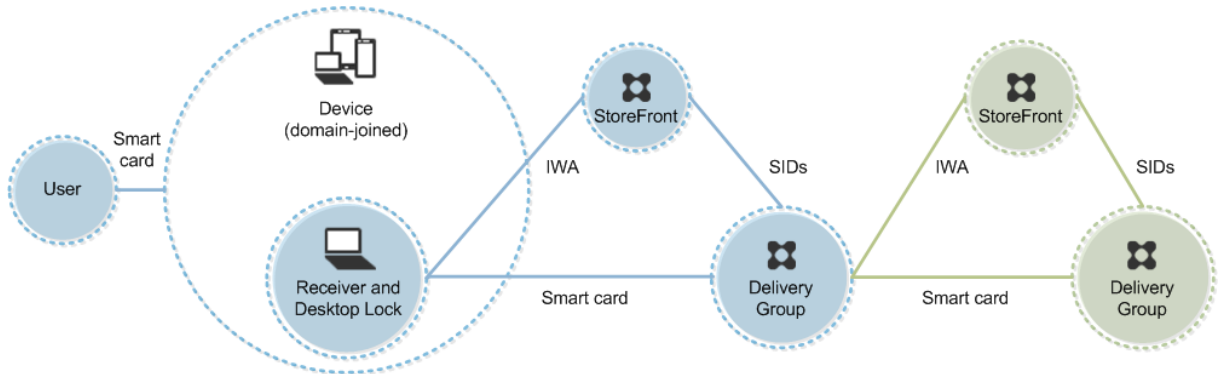 User
Smart
card
Device
(domain-joined)
Receiver and
Desktop Lock
IWA
StoreFront
SIDs
Smart card
Delivery
Group
IWA
StoreFront
SIDs
Smart card
Delivery
Group